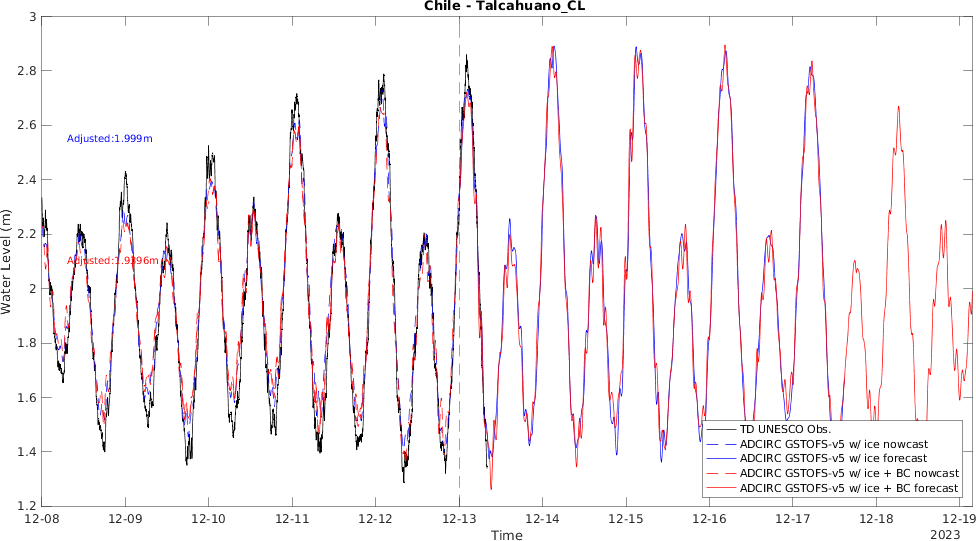 Chile - Talcahuano_CL
3
2.8
2.6
2.4
2.2
2
1.8
1.6
1.4
1.2
Water Level (m)
Adjusted:1.999m
Adjusted:1.9396m
TD UNESCO Obs.
ADCIRC GSTOFS-v5 w/ ice nowcast
ADCIRC GSTOFS-v5 w/ ice forecast
ADCIRC GSTOFS-v5 w/ ice + BC nowcast
ADCIRC GSTOFS-v5 w/ ice + BC forecast
12-08 12-09 12-10 12-11 12-12 12-13 12-14 12-15 12-16 12-17 12-18 12-19
Time
2023